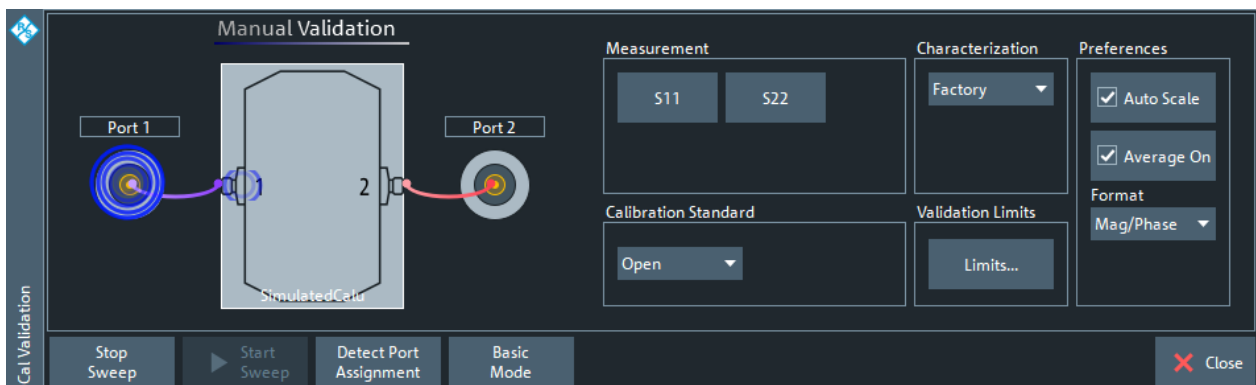 Manual Validation
Port 1
Port 2
1
2
SimulatedCalu
Measurement
S11
S22
Characterization
Factory
Preferences
Auto Scale
Average On
Format
Mag/Phase
Calibration Standard
Open
Validation Limits
Limits...
Cal Validation
Stop
Sweep
Start
Sweep
Detect Port
Assignment
Basic
Mode
Close